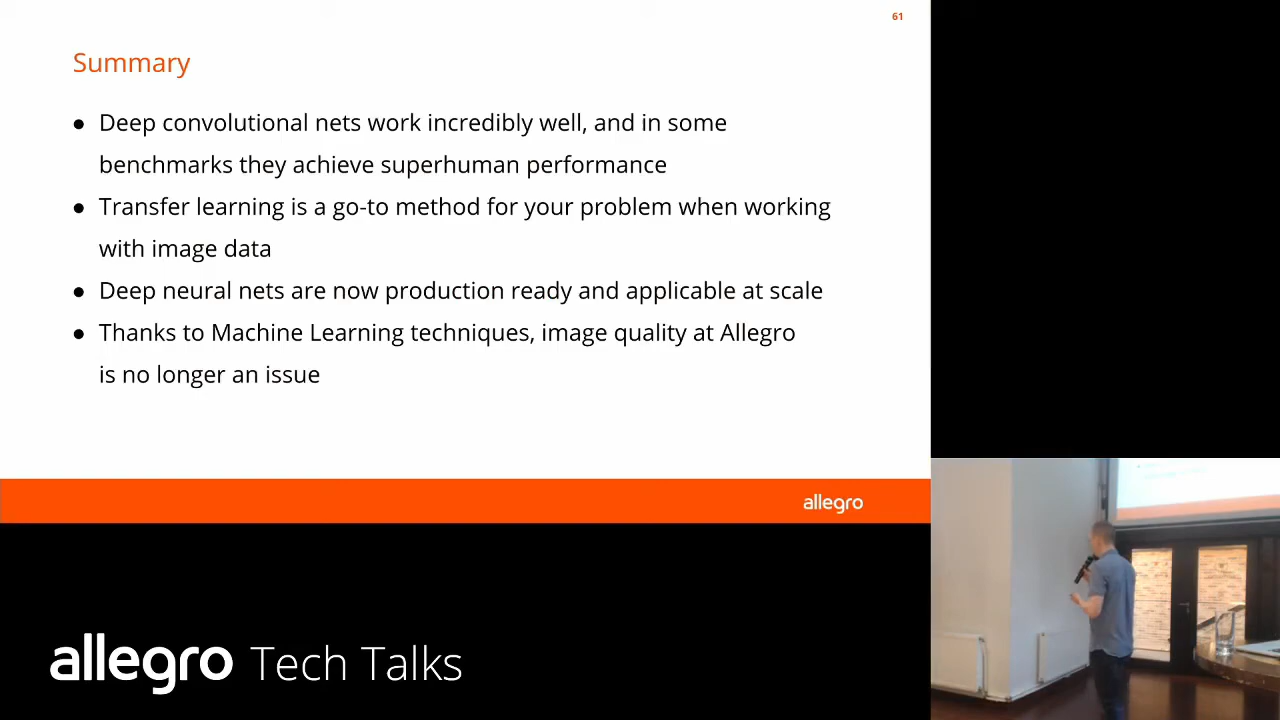 61
Summary
● Deep convolutional nets work incredibly well, and in some
benchmarks they achieve superhuman performance
● Transfer learning is a go-to method for your problem when working
with image data
● Deep neural nets are now production ready and applicable at scale
● Thanks to Machine Learning techniques, image quality at Allegro
is no longer an issue
allegro
allegro Tech Talks